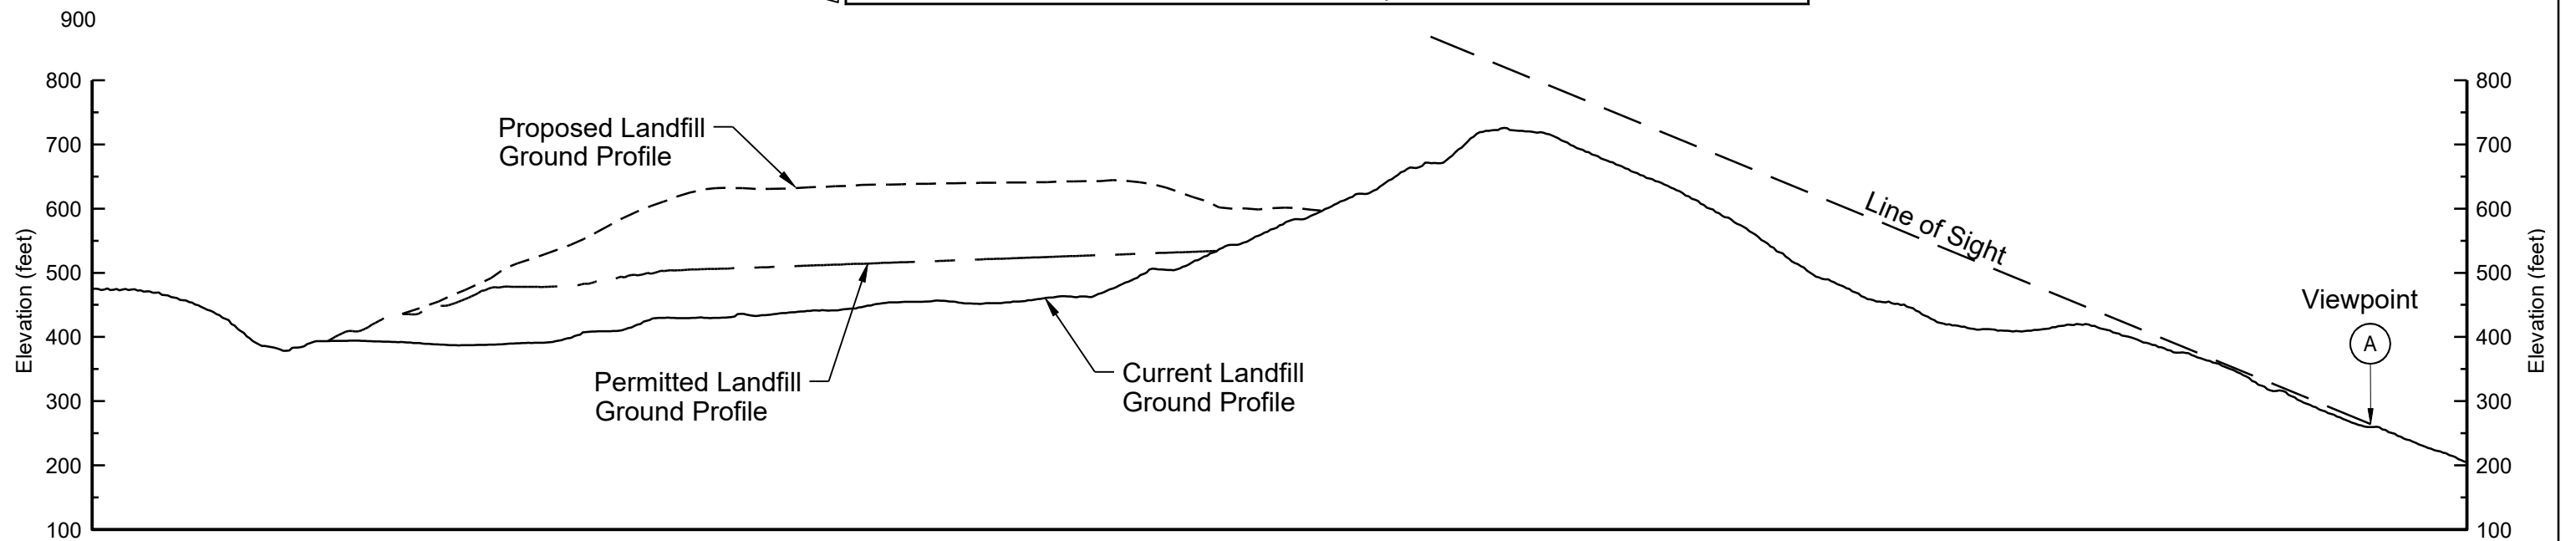 900
800
700
600
500
400
300
200
100
Elevation (feet)
Proposed Landfill
Ground Profile
Permitted Landfill
Ground Profile
Current Landfill
Ground Profile
Line of Sight
Viewpoint
A
800
700
600
500
400
300
200
100
Elevation (feet)